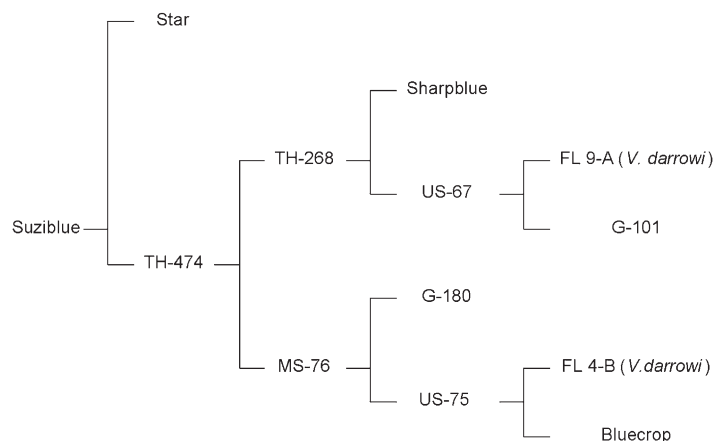 Star
Sharpblue
TH-268
FL 9-A (V. darrowi)
US-67
Suziblue
G-101
TH-474
G-180
MS-76
FL 4-B (V.darrowi)
US-75
Bluecrop